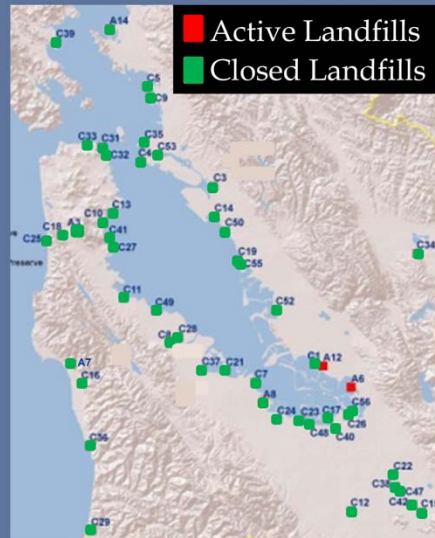 Active Landfills
Closed Landfills
A14
C39
C5
C9
C33
C31
C35
C32
C4
C53
C3
C13
C14
C10
C50
C18
A3
C41
C25
C27
Preserve
C19
C55
C34
C11
C49
C52
C28
C1
A12
A7
C37
C21
C16
C7
A6
A8
C56
C24
C23
C17
C26
C48
C40
C36
C22
C38
C47
C12
C42
C29